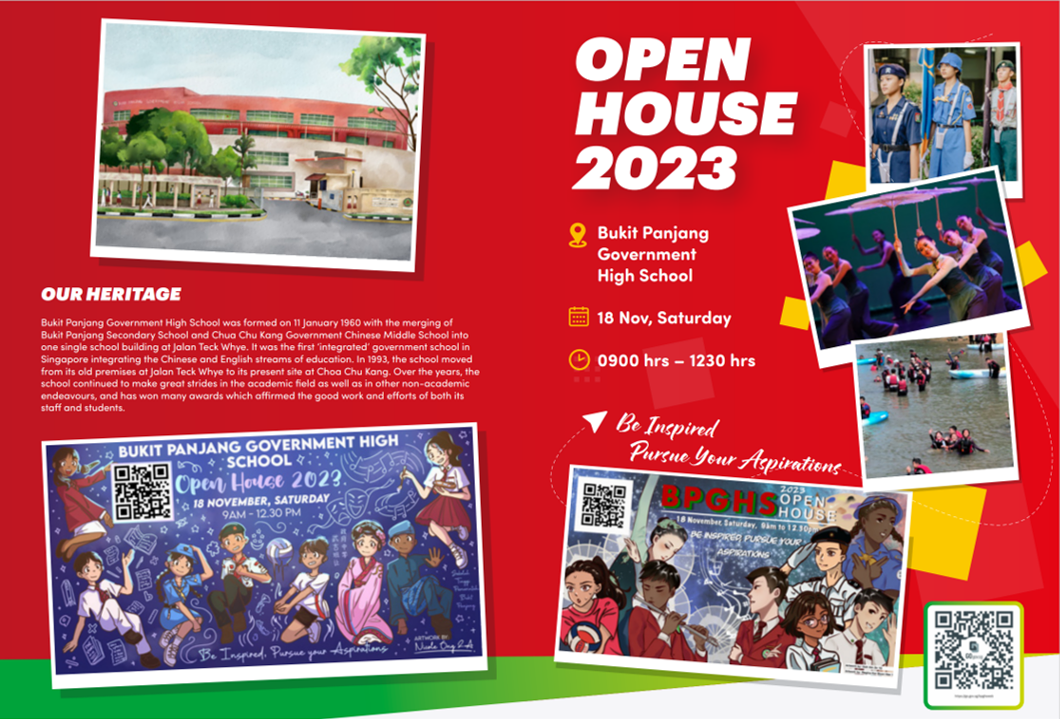 OUR HERITAGE
Bukit Panjang Government High School was formed on 11 January 1960 with the merging of
Bukit Panjang Secondary School and Chua Chu Kang Government Chinese Middle School into
one single school building at Jalan Teck Whye. It was the first ‘integrated’ government school in
Singapore integrating the Chinese and English streams of education. In 1993, the school moved
from its old premises at Jalan Teck Whye to its present site at Choa Chu Kang. Over the years, the
school continued to make great strides in the academic field as well as in other non-academic
endeavours, and has won many awards which affirmed the good work and efforts of both its
staff and students.
BUKIT PANJANG GOVERNMENT HIGH
SCHOOL
Open House 2023
18 NOVEMBER, SATURDAY
9AM - 12.30 PM
ARTWORK BY:
Be Inspired, Pursue your Aspirations
OPEN
HOUSE
2023
Bukit Panjang
Government
High School
18 Nov, Saturday
0900 hrs – 1230 hrs
Be Inspired
Pursue Your Aspirations
BPGHS
2023
OPEN
HOUSE
18 November, Saturday, 9am to 12.30pm
BE INSPIRED, PURSUE YOUR
ASPIRATIONS